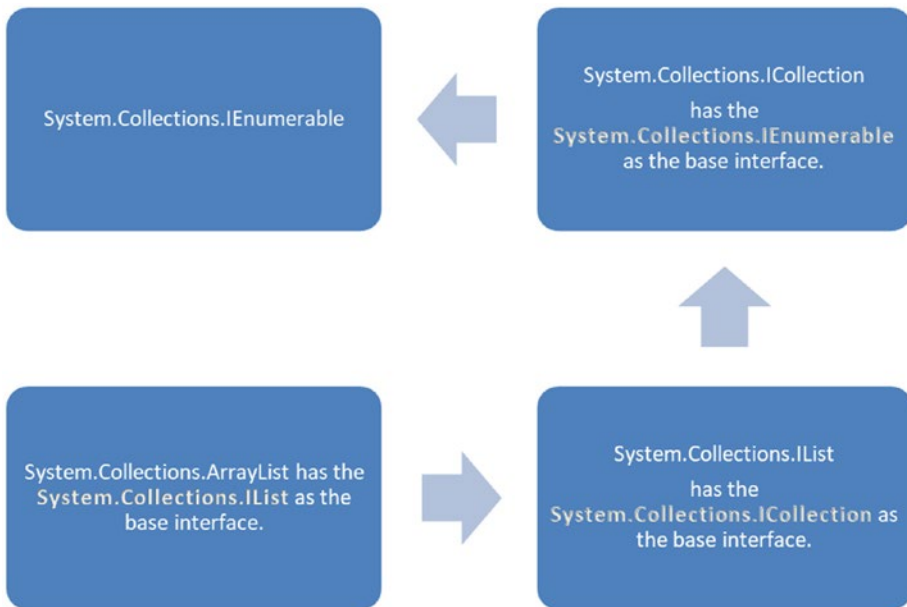 System.Collections.IEnumerable
System.Collections.ICollection
has the
System.Collections.IEnumerable
as the base interface.
System.Collections.ArrayList has the
System.Collections.IList as the
base interface.
System.Collections.IList
has the
System.Collections.ICollection as
the base interface.